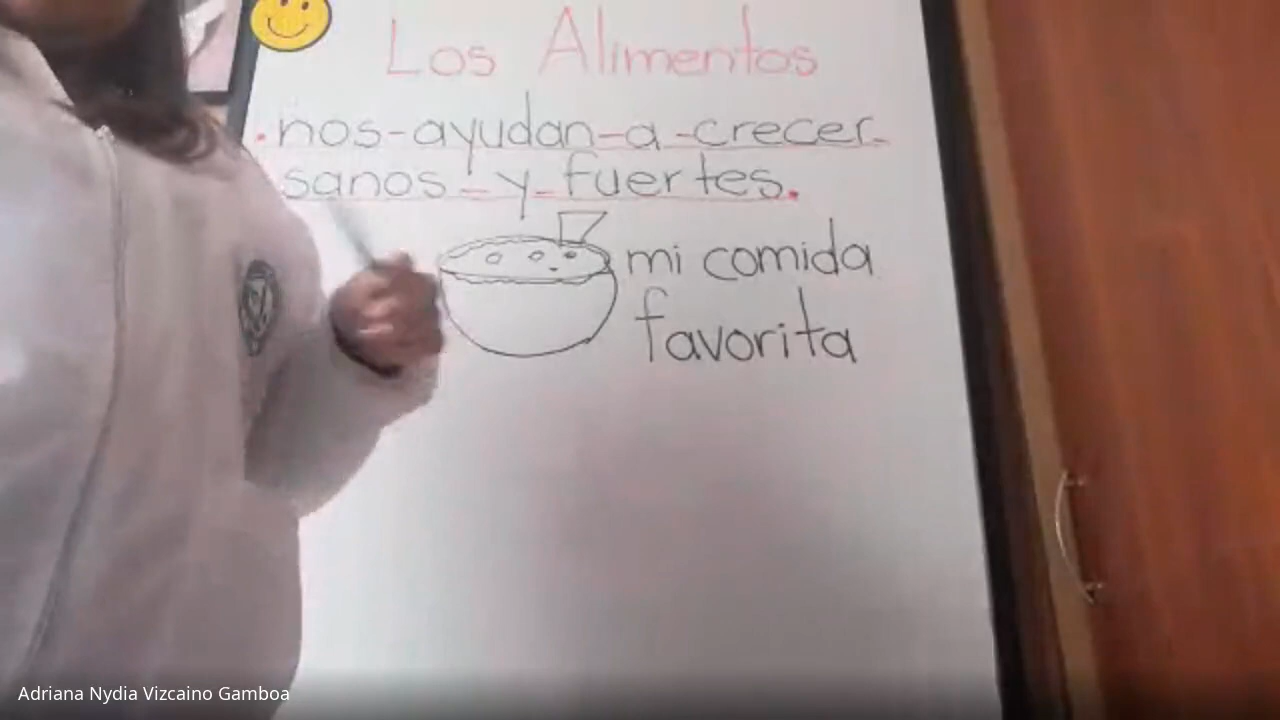 Los Alimentos
.nos-ayudan-a-crecer-
sanos-y-fuertes.
mi comida
favorita
Adriana Nydia Vizcaino Gamboa